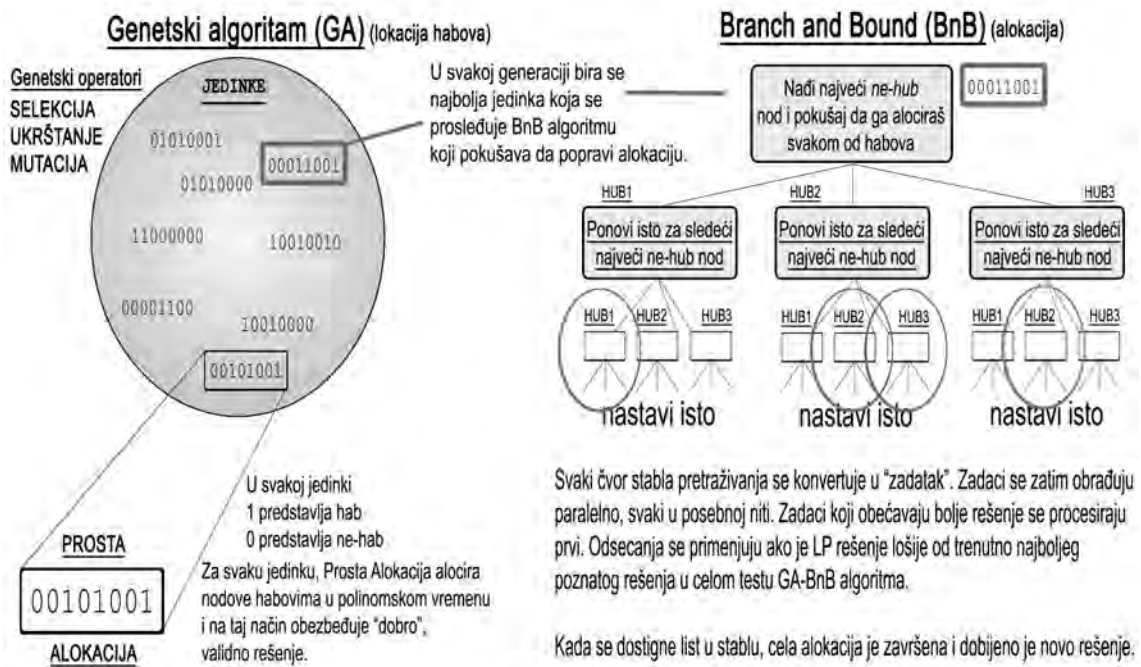 Genetski algoritam (GA) (lokacija habova)
Genetski operatori
SELEKCIJA
UKRŠTANJE
MUTACIJA
JEDINKE
01010001
00011001
01010000
11000000
10010010
00001100
10010000
00101001
U svakoj generaciji bira se
najbolja jedinka koja se
prosleđuje BnB algoritmu
koji pokušava da popravi alokaciju.
U svakoj jedinki
1 predstavlja hab
0 predstavlja ne-hab
PROSTA
00101001
ALOKACIJA
Za svaku jedinku, Prosta Alokacija alocira
nodove habovima u polinomskom vremenu
i na taj način obezbeđuje “dobro”,
validno rešenje.
Branch and Bound (BnB) (alokacija)
Nađi najveći ne-hub
nod i pokušaj da ga alociraš
svakom od habova
00011001
HUB1
HUB2
HUB3
Ponovi isto za sledeći
najveći ne-hub nod
Ponovi isto za sledeći
najveći ne-hub nod
Ponovi isto za sledeći
najveći ne-hub nod
HUB1 HUB2 HUB3
HUB1 HUB2 HUB3
HUB1 HUB2 HUB3
nastavi isto
nastavi isto
nastavi isto
Svaki čvor stabla pretraživanja se konvertuje u “zadatak”. Zadaci se zatim obrađuju
paralelno, svaki u posebnoj niti. Zadaci koji obećavaju bolje rešenje se procesiraju
prvi. Odsecanja se primenjuju ako je LP rešenje lošije od trenutno najboljeg
poznatog rešenja u celom testu GA-BnB algoritma.
Kada se dostigne list u stablu, cela alokacija je završena i dobijeno je novo rešenje.